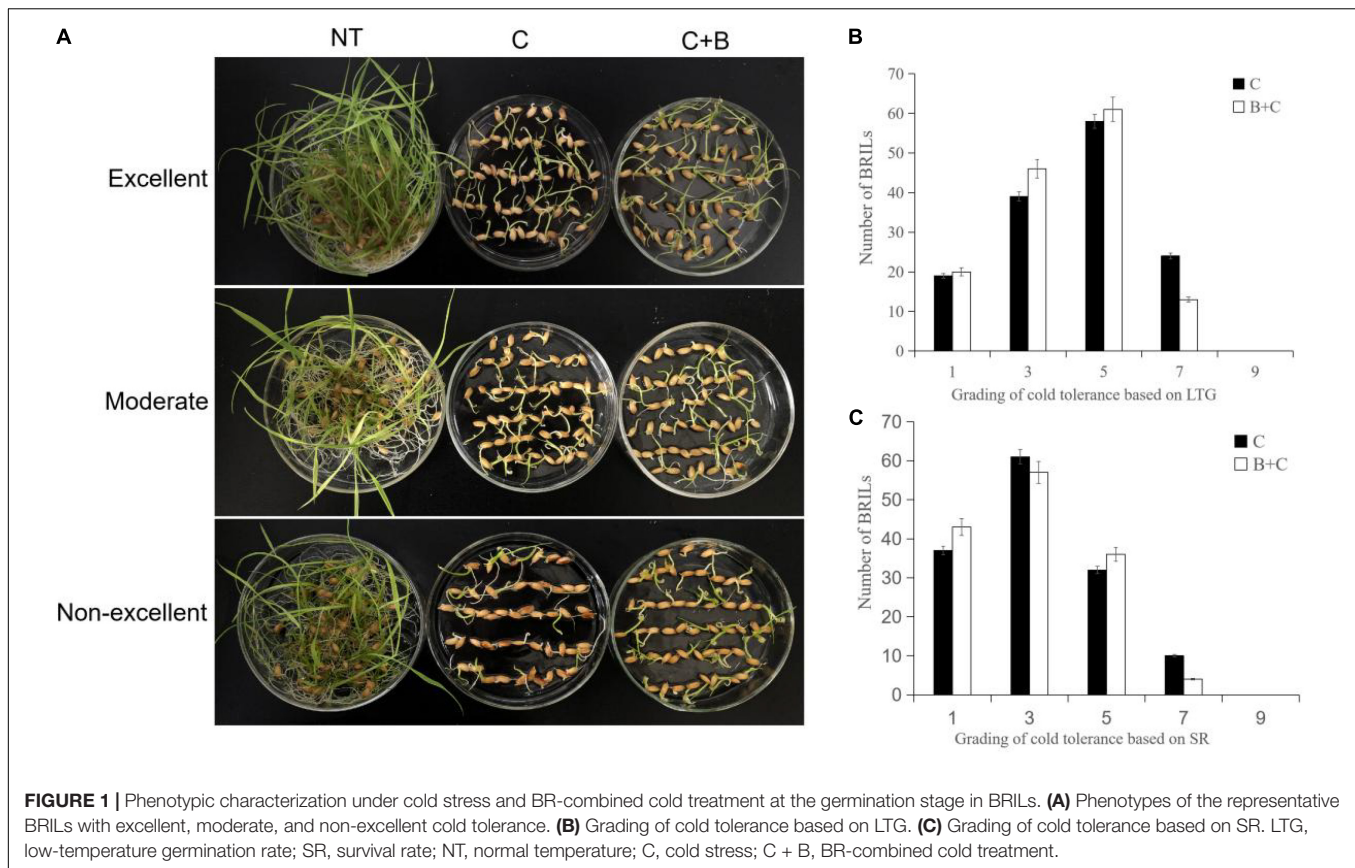 A
NT
C
C+B
Excellent
Moderate
Non-excellent
B
Number of BRILs
70
60
50
40
30
20
10
0
C
B+C
1 3 5 7 9
Grading of cold tolerance based on LTG
C
Number of BRILs
70
60
50
40
30
20
10
0
C
B+C
1 3 5 7 9
Grading of cold tolerance based on SR
FIGURE 1 | Phenotypic characterization under cold stress and BR-combined cold treatment at the germination stage in BRILs. (A) Phenotypes of the representative
BRILs with excellent, moderate, and non-excellent cold tolerance. (B) Grading of cold tolerance based on LTG. (C) Grading of cold tolerance based on SR. LTG,
low-temperature germination rate; SR, survival rate; NT, normal temperature; C, cold stress; C + B, BR-combined cold treatment.